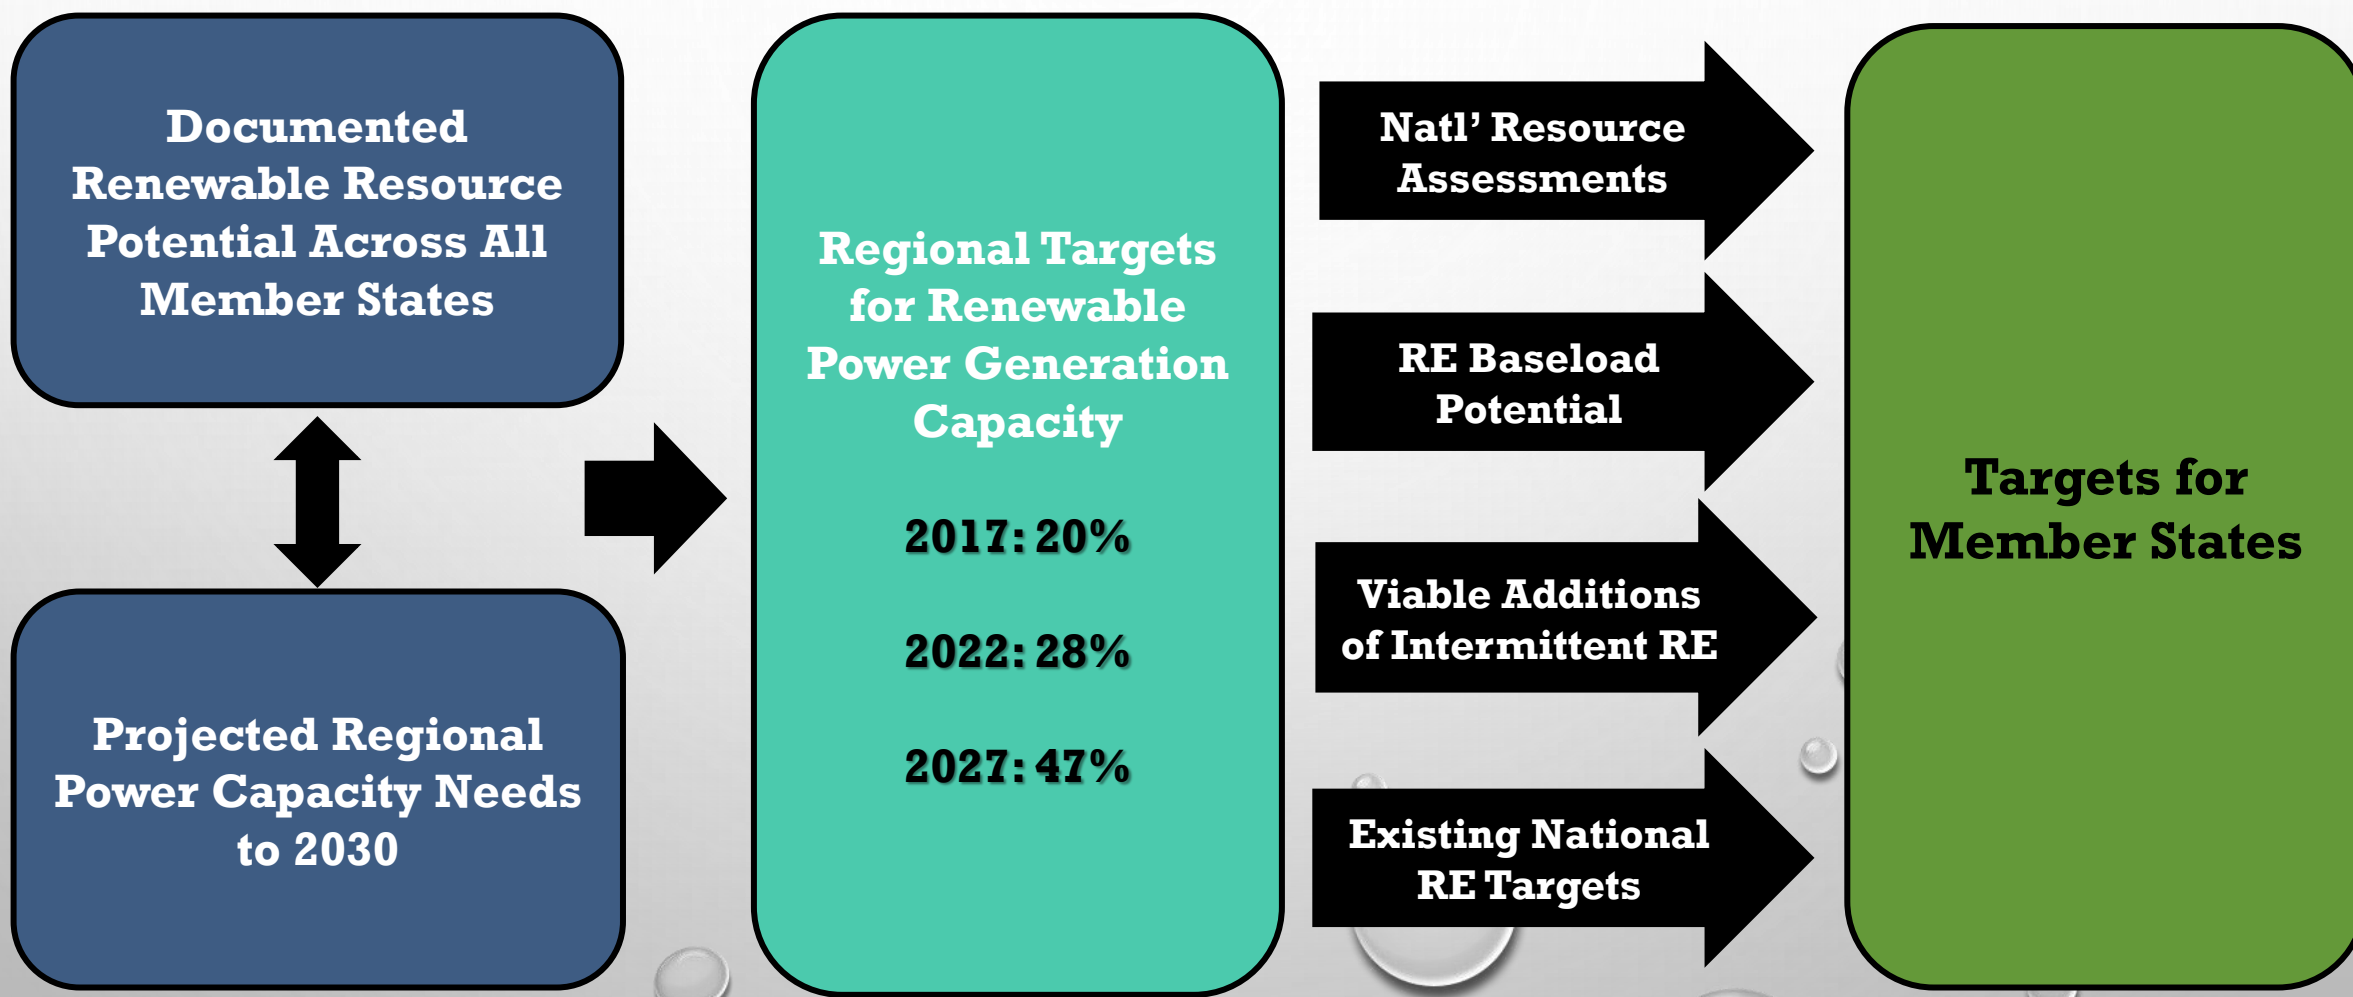 Documented
Renewable Resource
Potential Across All
Member States
Projected Regional
Power Capacity Needs
to 2030
Regional Targets
for Renewable
Power Generation
Capacity
2017: 20%
2022: 28%
2027: 47%
Natl’ Resource
Assessments
RE Baseload
Potential
Viable Additions
of Intermittent RE
Existing National
RE Targets
Targets for
Member States